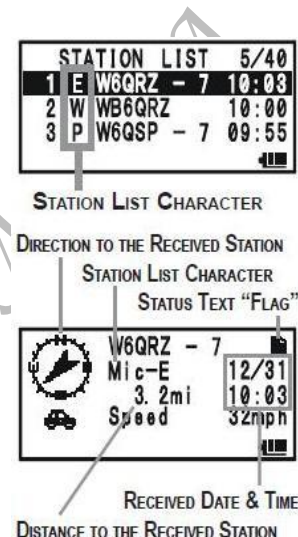 STATION LIST 5/40
1 E W6QRZ - 7 10:03
2 W WB6QRZ 10:00
3 P W6QSP - 7 09:55
STATION LIST CHARACTER
DIRECTION TO THE RECEIVED STATION
STATION LIST CHARACTER
STATUS TEXT “FLAG”
W6QRZ - 7
Mic-E 12/31
3. 2mi 10:03
Speed 32mph
RECEIVED DATE & TIME
DISTANCE TO THE RECEIVED STATION